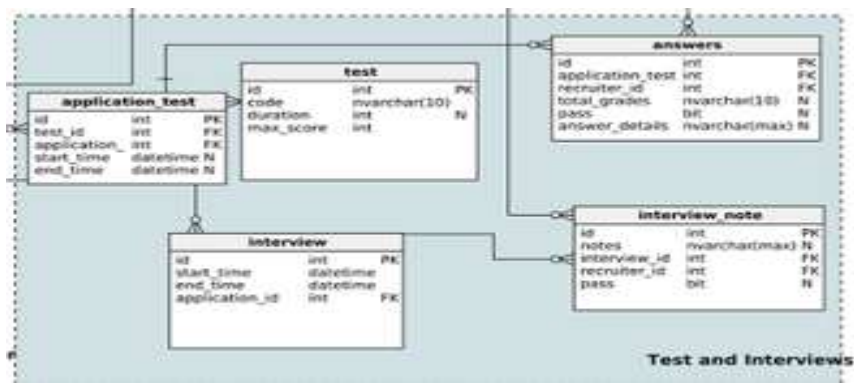 answers
id int PK
application_test int FK
recruiter_id int FK
total_grades nvarchar(10) N
pass bit N
answer_details nvarchar(max) N
test
id int PK
code nvarchar(10)
duration int N
max_score int
application_test
id int PK
test_id int FK
application_ int FK
start_time datetime N
end_time datetime N
interview
id int PK
start_time datetime
end_time datetime
application_id int FK
interview_note
id int PK
notes nvarchar(max) N
interview_id int FK
recruiter_id int FK
pass bit N
Test and Interviews